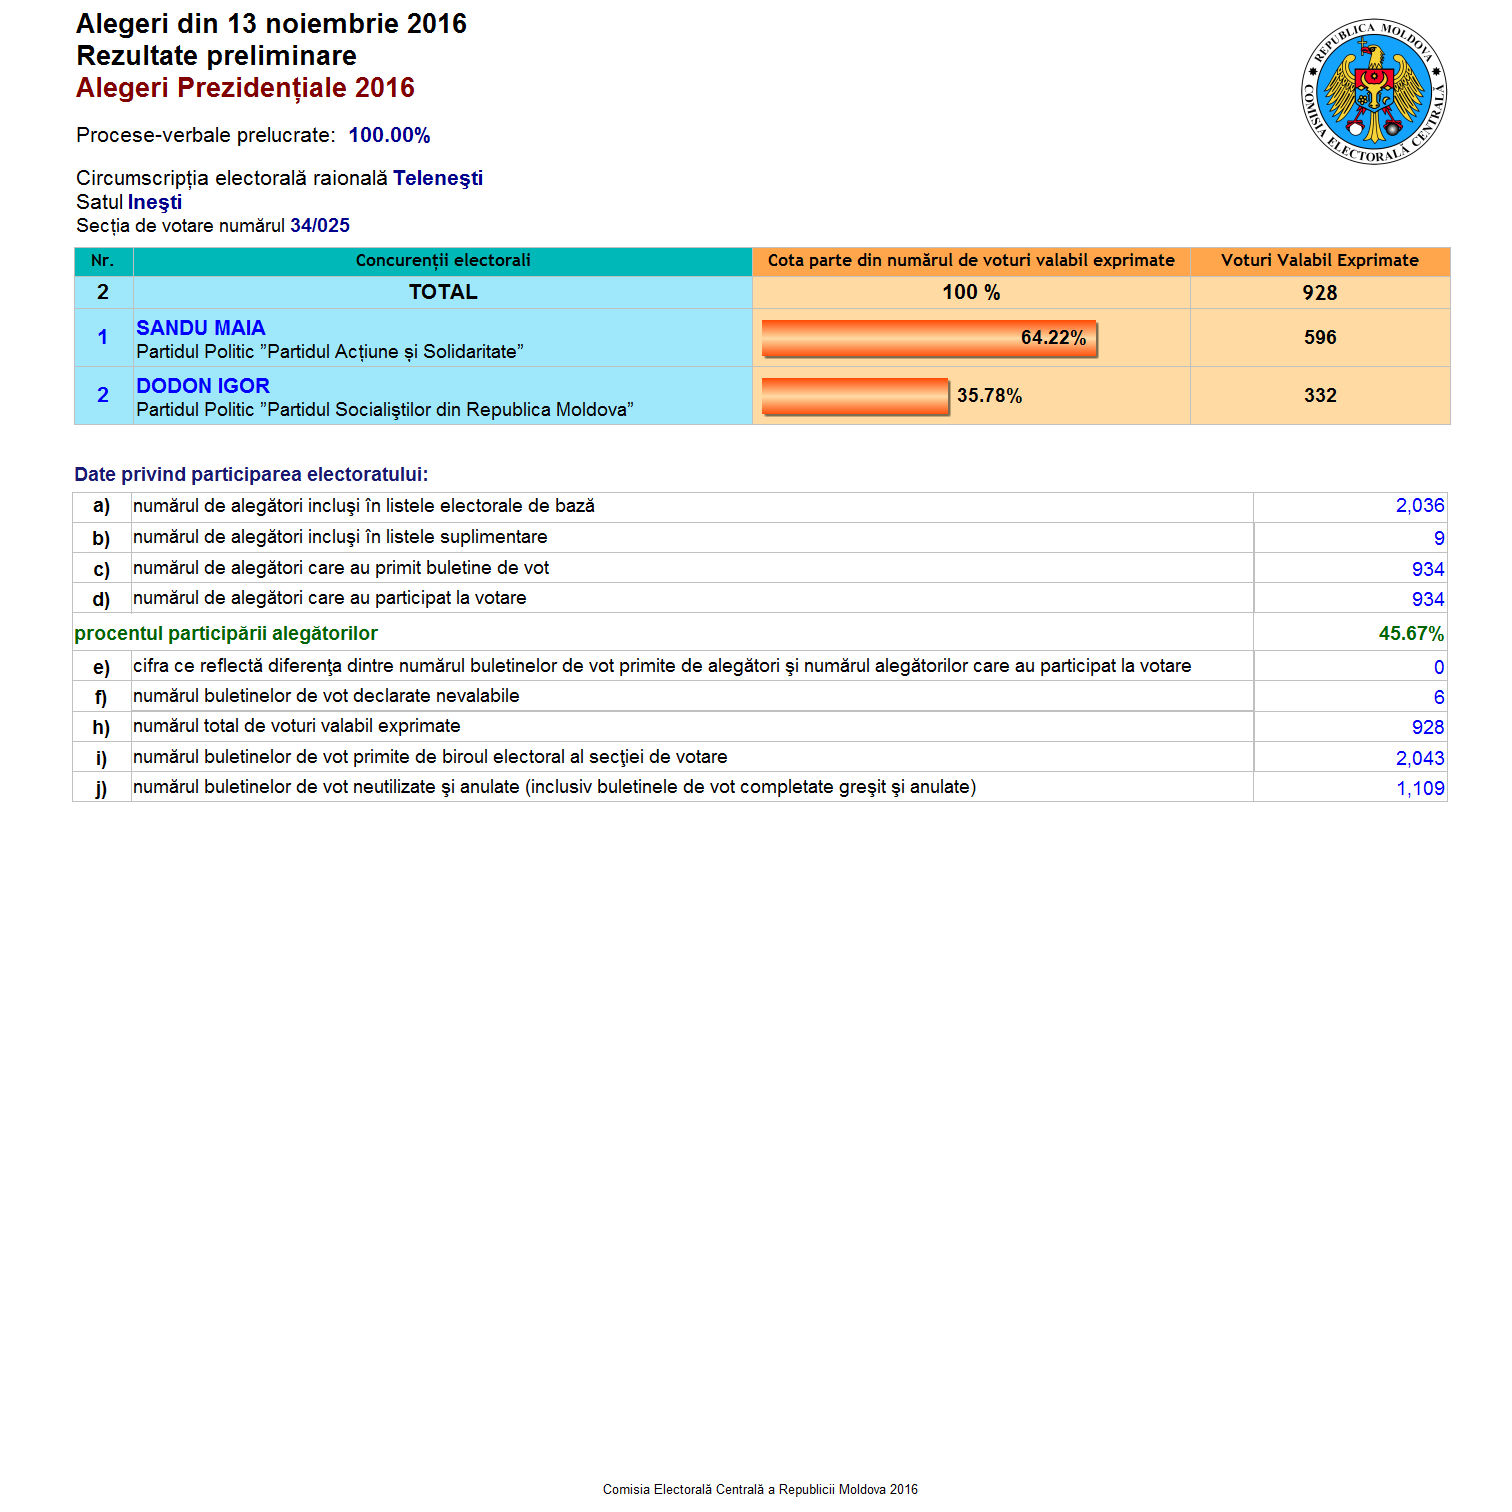 Alegeri din 13 noiembrie 2016
Rezultate preliminare
Alegeri Prezidențiale 2016
REPUBLICA MOLDOVA
COMISIA ELECTORALĂ CENTRALĂ
Procese-verbale prelucrate: 100.00%
Circumscripția electorală raională Teleneşti
Satul Ineşti
Secția de votare numărul 34/025
Nr. Concurenții electorali Cota parte din numărul de voturi valabil exprimate Voturi Valabil Exprimate
2 TOTAL 100 % 928
1 SANDU MAIA 64.22% 596
Partidul Politic ”Partidul Acțiune și Solidaritate”
2 DODON IGOR 35.78% 332
Partidul Politic ”Partidul Socialiştilor din Republica Moldova”
Date privind participarea electoratului:
a) numărul de alegători incluşi în listele electorale de bază 2,036
b) numărul de alegători incluşi în listele suplimentare 9
c) numărul de alegători care au primit buletine de vot 934
d) numărul de alegători care au participat la votare 934
procentul participării alegătorilor 45.67%
e) cifra ce reflectă diferenţa dintre numărul buletinelor de vot primite de alegători şi numărul alegătorilor care au participat la votare 0
f) numărul buletinelor de vot declarate nevalabile 6
h) numărul total de voturi valabil exprimate 928
i) numărul buletinelor de vot primite de biroul electoral al secţiei de votare 2,043
j) numărul buletinelor de vot neutilizate şi anulate (inclusiv buletinele de vot completate greşit şi anulate) 1,109
Comisia Electorală Centrală a Republicii Moldova 2016